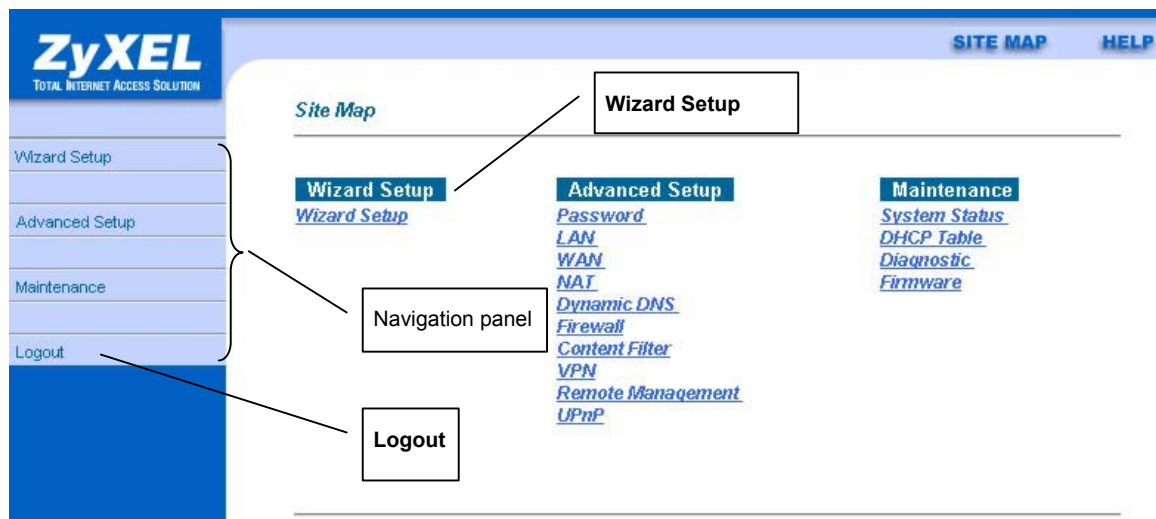 ZyXEL
TOTAL INTERNET ACCESS SOLUTION
SITE MAP HELP
Wizard Setup
Advanced Setup
Maintenance
Logout
Site Map
Wizard Setup
Wizard Setup
Wizard Setup
Advanced Setup
Password
LAN
WAN
NAT
Dynamic DNS
Firewall
Content Filter
VPN
Remote Management
UPnP
Maintenance
System Status
DHCP Table
Diagnostic
Firmware
Navigation panel
Logout